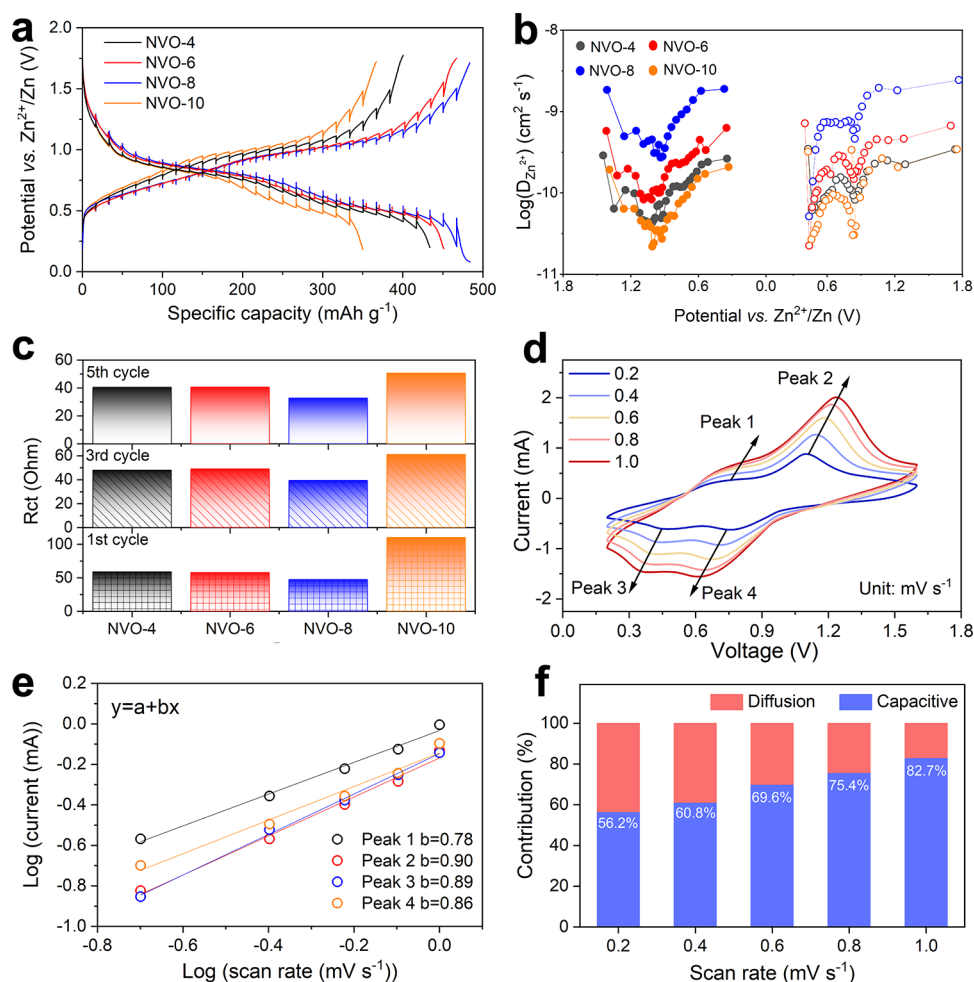 a
NVO-4
NVO-6
NVO-8
NVO-10
2.0
1.5
1.0
0.5
0.0
Potential vs. Zn²⁺/Zn (V)
0 100 200 300 400 500
Specific capacity (mAh g⁻¹)
b
NVO-4 NVO-6
NVO-8 NVO-10
-8
-9
-10
-11
Log(D_Zn²⁺) (cm² s⁻¹)
1.8 1.2 0.6 0.0 0.6 1.2 1.8
Potential vs. Zn²⁺/Zn (V)
c
5th cycle
60
40
20
0
3rd cycle
60
40
20
0
1st cycle
100
50
0
Rct (Ohm)
NVO-4 NVO-6 NVO-8 NVO-10
d
0.2
0.4
0.6
0.8
1.0
Peak 1
Peak 2
Peak 3
Peak 4
Unit: mV s⁻¹
2
1
0
-1
-2
Current (mA)
0.0 0.3 0.6 0.9 1.2 1.6
Voltage (V)
e
y=a+bx
Peak 1 b=0.78
Peak 2 b=0.90
Peak 3 b=0.89
Peak 4 b=0.86
0.2
0.0
-0.2
-0.4
-0.6
-0.8
-1.0
Log (current (mA))
-0.8 -0.6 -0.4 -0.2 0.0
Log (scan rate (mV s⁻¹))
f
Diffusion Capacitive
100
80
60
40
20
0
Contribution (%)
56.2%
60.8%
69.6%
75.4%
82.7%
0.2 0.4 0.6 0.8 1.0
Scan rate (mV s⁻¹)